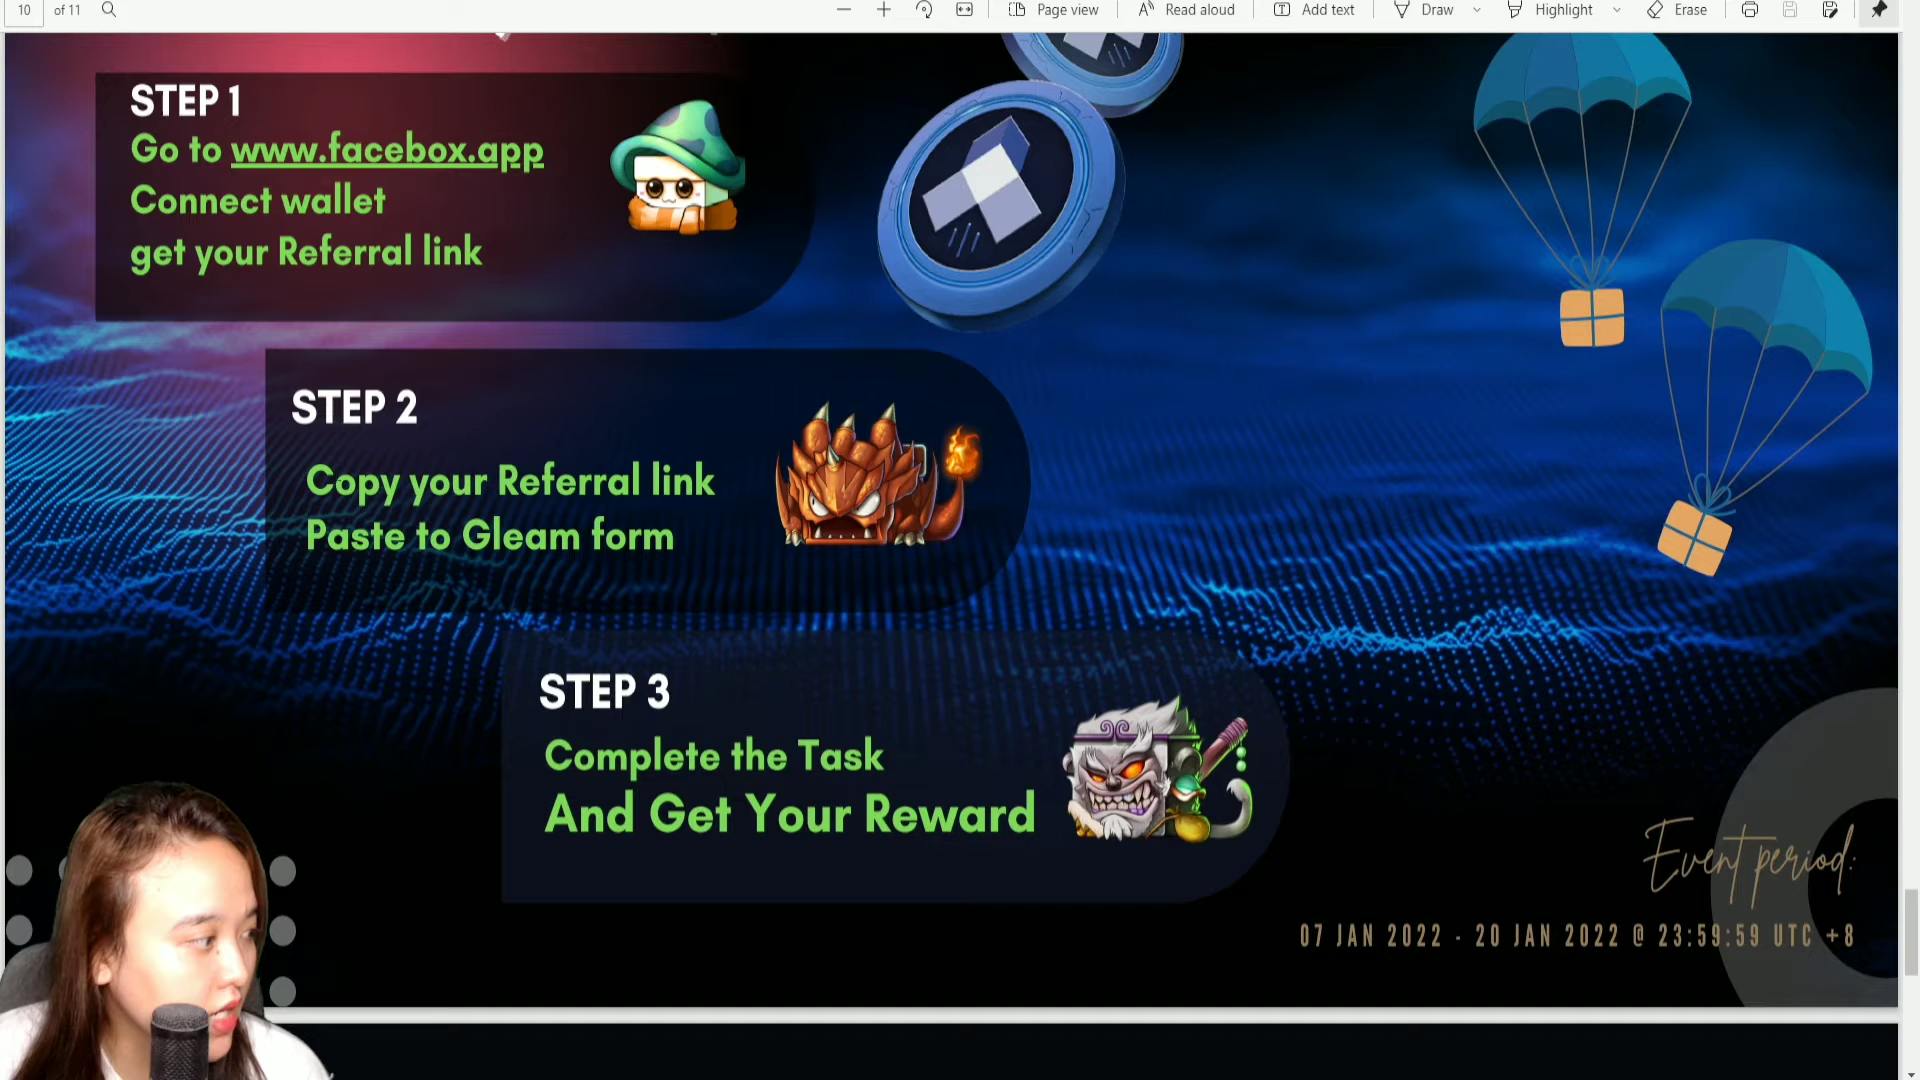 10 of 11 Page view Read aloud Add text Draw Highlight Erase
STEP 1
Go to www.facebox.app
Connect wallet
get your Referral link
STEP 2
Copy your Referral link
Paste to Gleam form
STEP 3
Complete the Task
And Get Your Reward
Event period:
07 JAN 2022 - 20 JAN 2022 @ 23:59:59 UTC +8